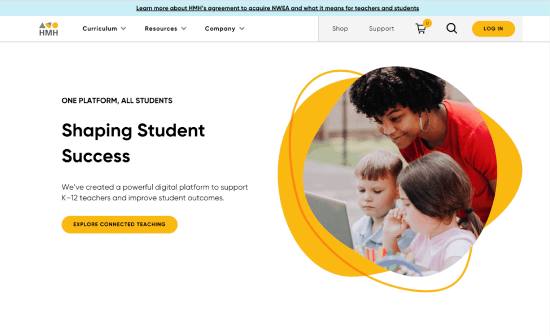 Learn more about HMH's agreement to acquire NWEA and what it means for teachers and students
HMH
Curriculum
Resources
Company
Shop
Support
0
LOG IN
ONE PLATFORM, ALL STUDENTS
Shaping Student
Success
We've created a powerful digital platform to support
K–12 teachers and improve student outcomes.
EXPLORE CONNECTED TEACHING